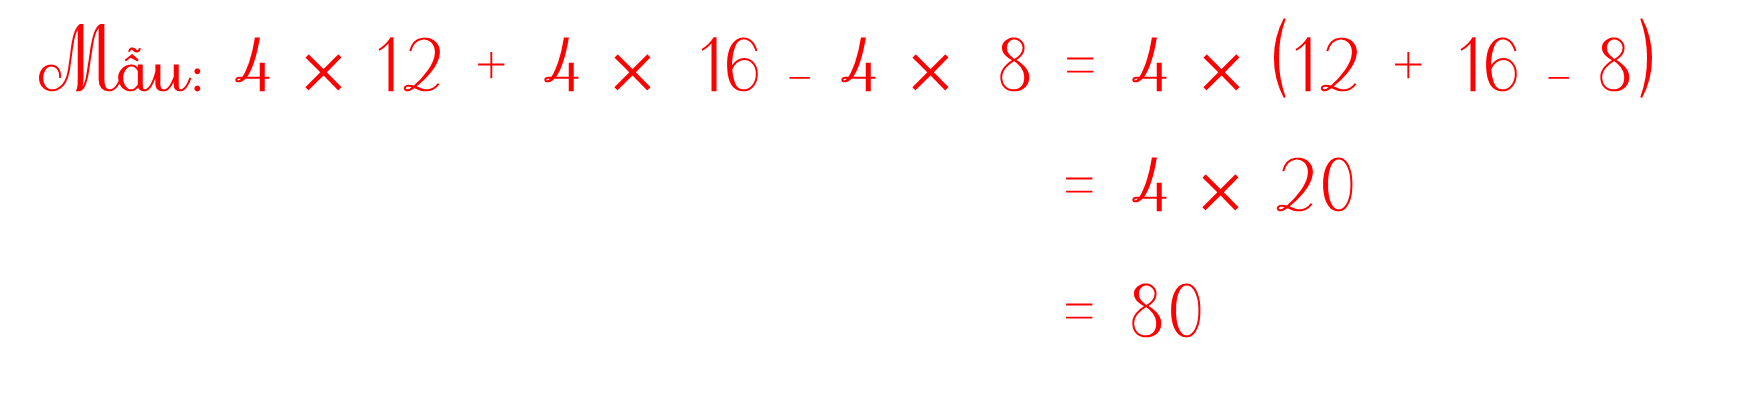 Mẫu: 4 × 12 + 4 × 16 - 4 × 8 = 4 × (12 + 16 - 8)
= 4 × 20
= 80